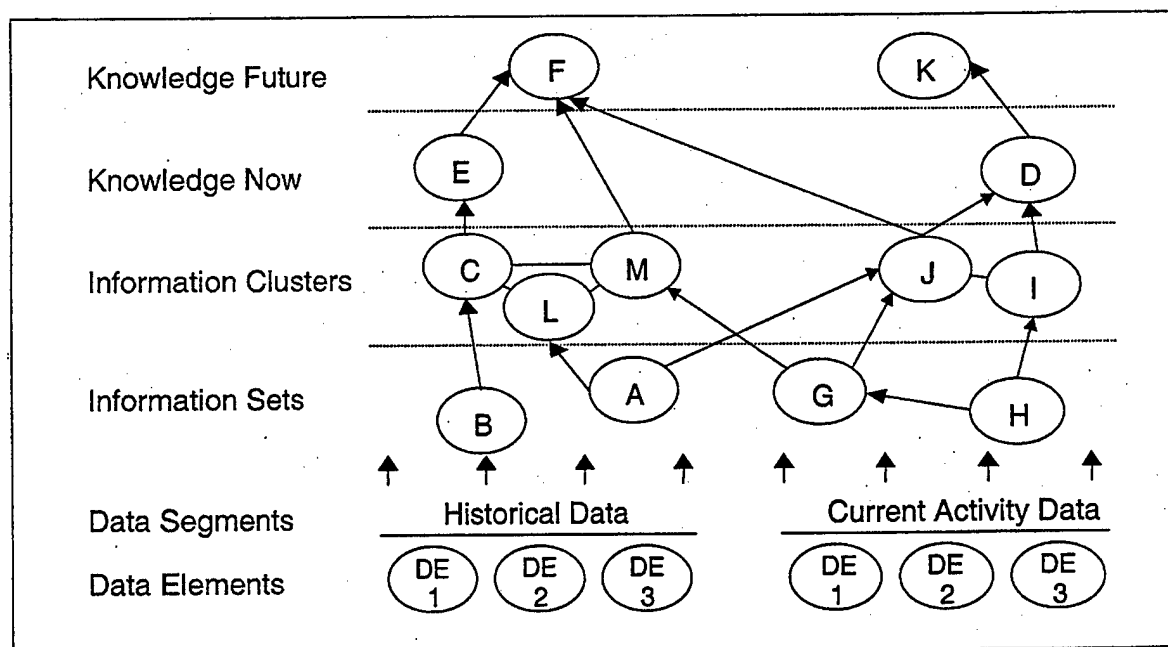 Knowledge Future
F
K
Knowledge Now
E
D
Information Clusters
C
M
L
J
I
Information Sets
B
A
G
H
Data Segments
Historical Data
Current Activity Data
Data Elements
DE
1
DE
2
DE
3
DE
1
DE
2
DE
3